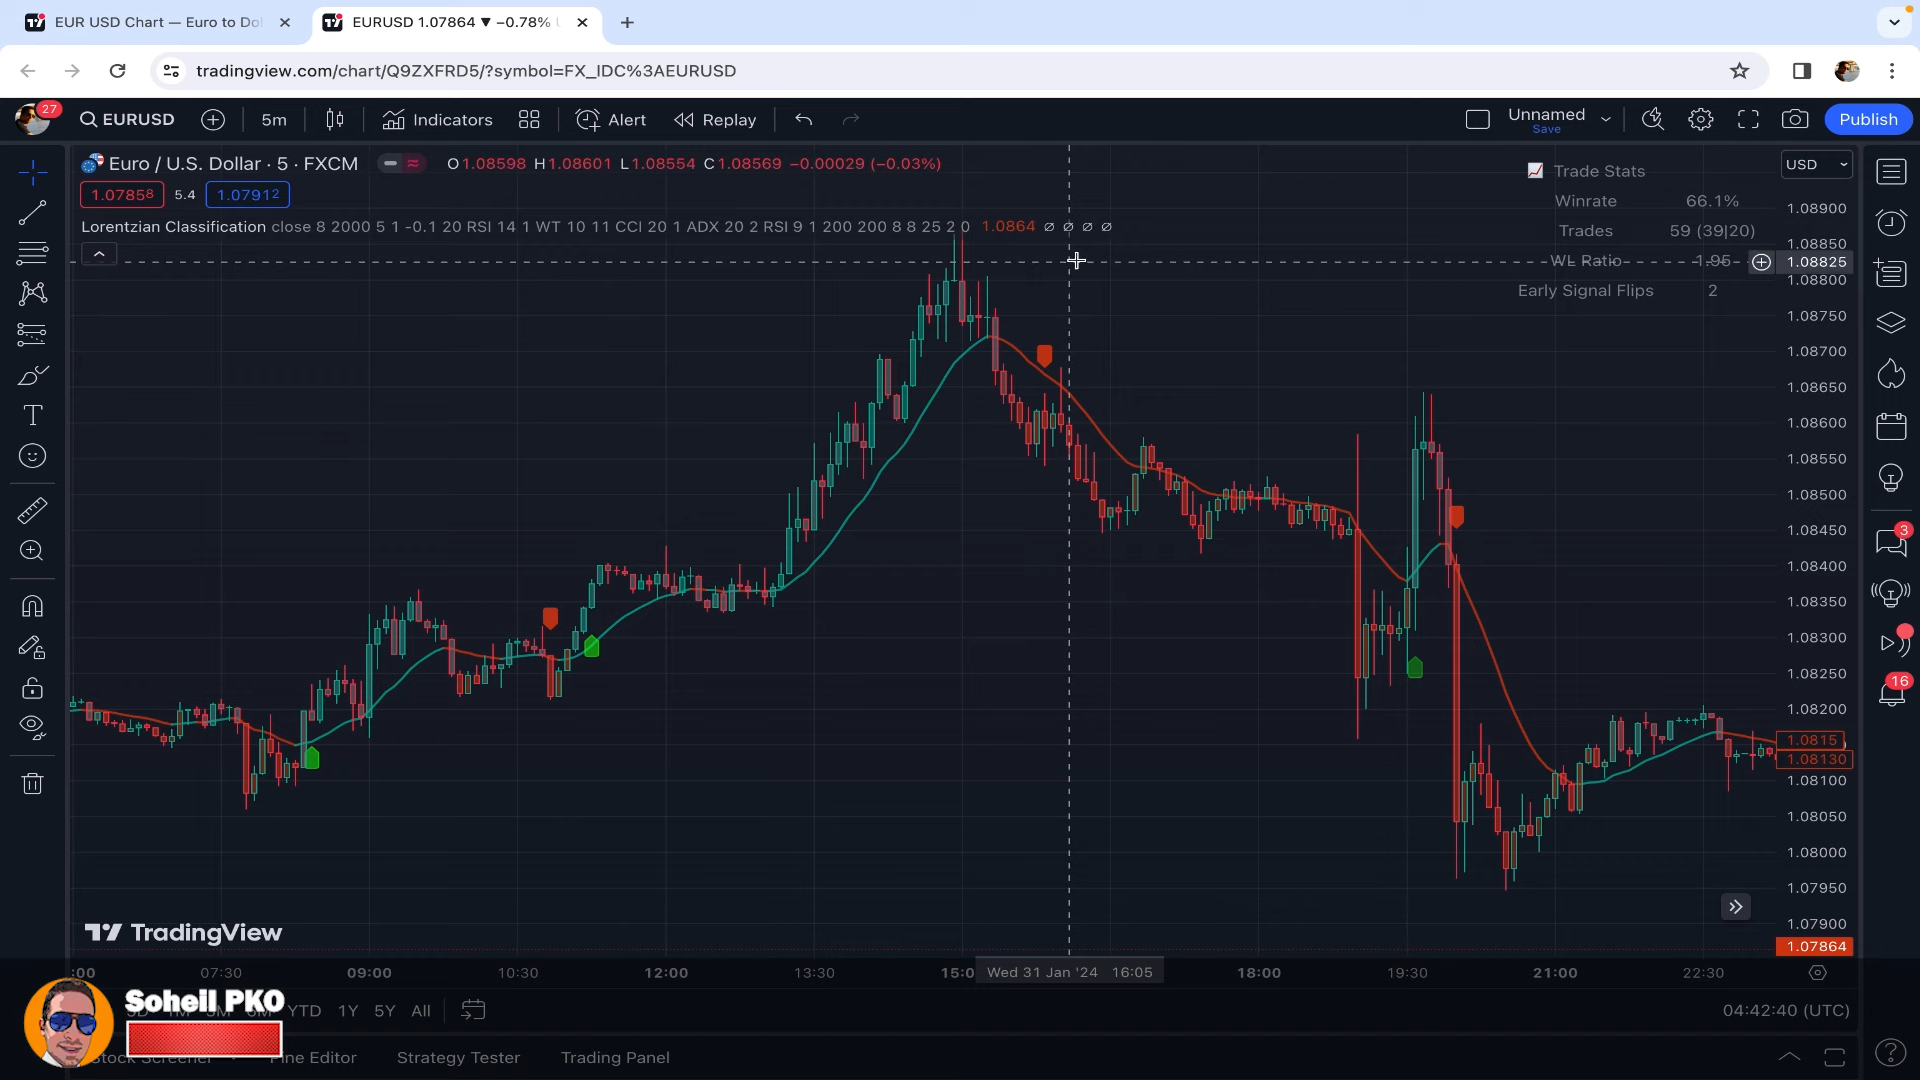 EUR USD Chart — Euro to Do
EURUSD 1.07864 ▼ −0.78%
tradingview.com/chart/Q9ZXFRD5/?symbol=FX_IDC%3AEURUSD
27
EURUSD
5m
Indicators
Alert
Replay
Unnamed
Save
Publish
Euro / U.S. Dollar · 5 · FXCM
O1.08598 H1.08601 L1.08554 C1.08569 −0.00029 (−0.03%)
1.07858
5.4
1.07912
Lorentzian Classification close 8 2000 5 1 -0.1 20 RSI 14 1 WT 10 11 CCI 20 1 ADX 20 2 RSI 9 1 200 200 8 8 25 2 0 1.0864 ∅ ∅ ∅ ∅
Trade Stats
Winrate 66.1%
Trades 59 (39|20)
WL Ratio 1.95
Early Signal Flips 2
USD
1.08900
1.08850
1.08825
1.08800
1.08750
1.08700
1.08650
1.08600
1.08550
1.08500
1.08450
1.08400
1.08350
1.08300
1.08250
1.08200
1.0815
1.08130
1.08100
1.08050
1.08000
1.07950
1.07900
1.07864
3
16
TradingView
:00 07:30 09:00 10:30 12:00 13:30 15:0 Wed 31 Jan '24 16:05 18:00 19:30 21:00 22:30
Soheil PKO
YTD 1Y 5Y All
04:42:40 (UTC)
Stock Screener Pine Editor Strategy Tester Trading Panel